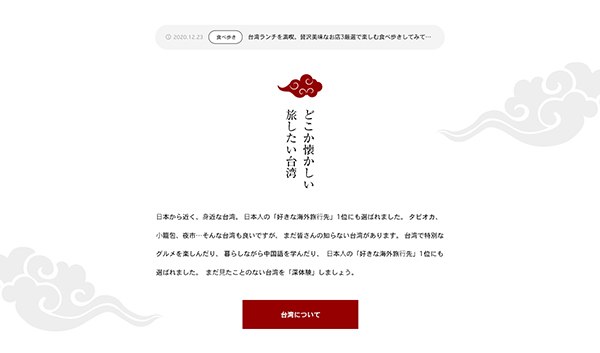 2020.12.23 食べ歩き 台湾ランチを満喫、贅沢美味なお店3厳選で楽しむ食べ歩きしてみて…
どこか懐かしい
旅したい台湾
日本から近く、身近な台湾。 日本人の「好きな海外旅行先」1位にも選ばれました。 タピオカ、
小籠包、夜市…そんな台湾も良いですが、 まだ皆さんの知らない台湾があります。 台湾で特別な
グルメを楽しんだり、 暮らしながら中国語を学んだり、 日本人の「好きな海外旅行先」1位にも
選ばれました。 まだ見たことのない台湾を「深体験」しましょう。
台湾について